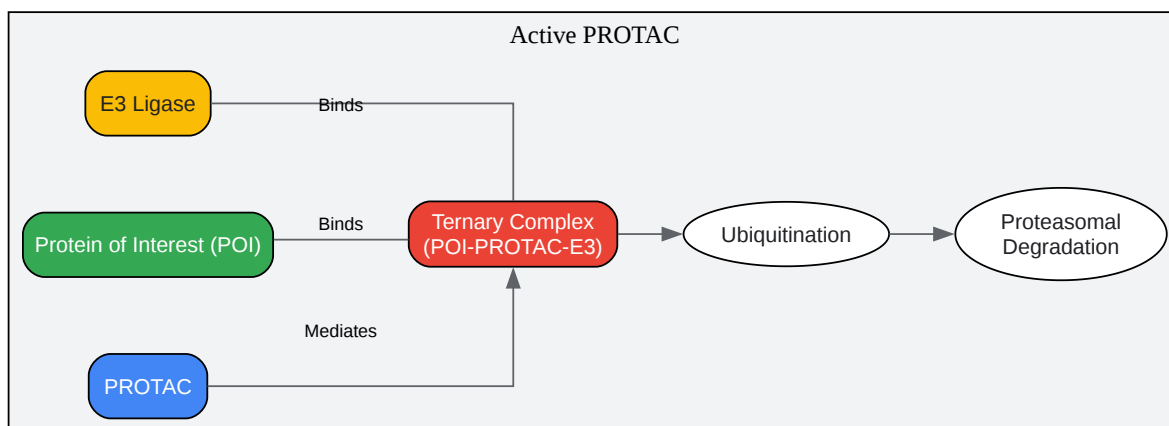 Active PROTAC
E3 Ligase
Binds
Protein of Interest (POI)
Binds
Ternary Complex
(POI-PROTAC-E3)
Ubiquitination
Proteasomal
Degradation
Mediates
PROTAC